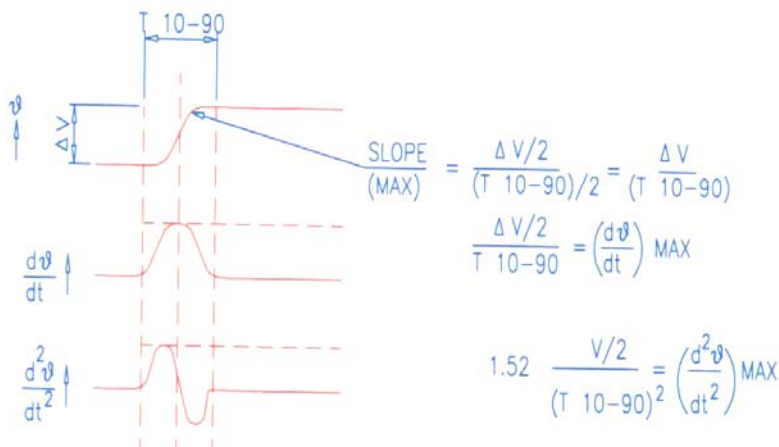 T 10-90
ϑ
ΔV
SLOPE (MAX) = ΔV/2 / (T 10-90)/2 = ΔV / (T 10-90)
ΔV/2 / T 10-90 = (dϑ/dt) MAX
dϑ/dt
1.52 V/2 / (T 10-90)² = (d²ϑ/dt²) MAX
d²ϑ/dt²